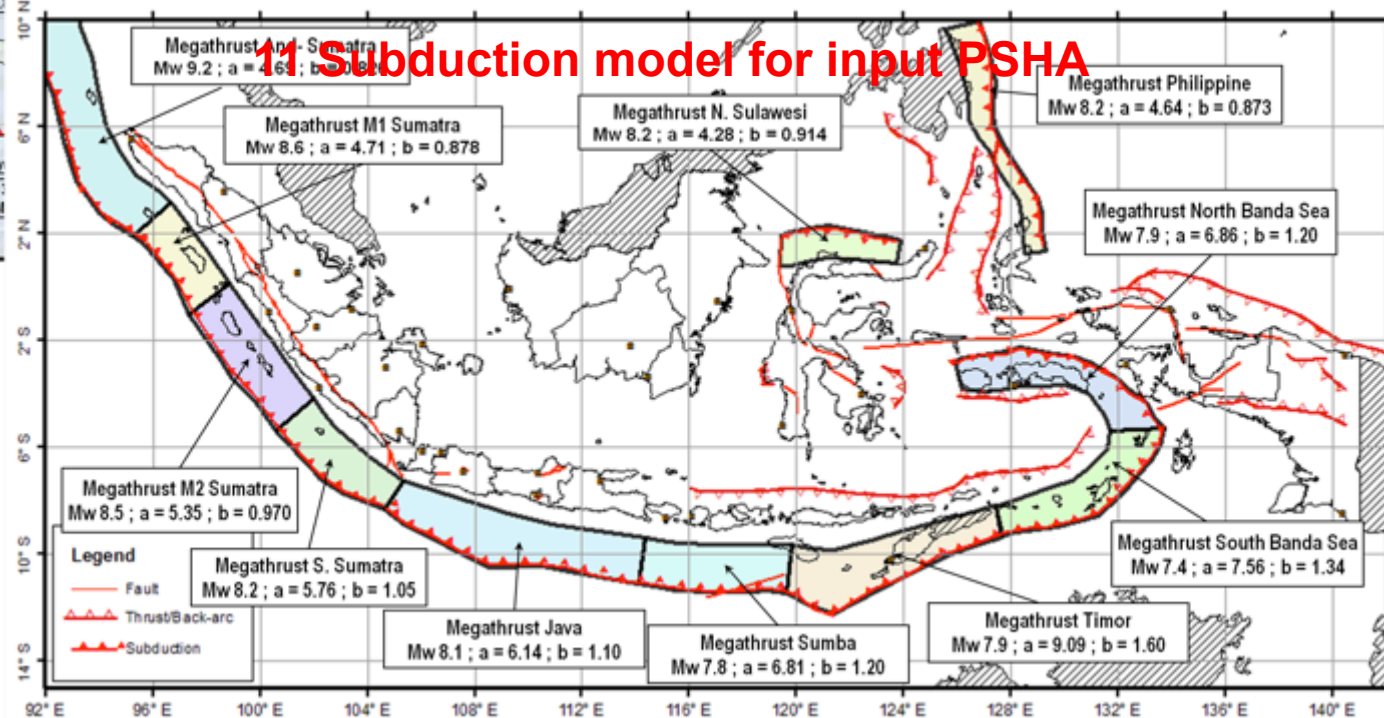 11 Subduction model for input PSHA
Megathrust And- Sumatra
Mw 9.2 ; a = 4.69 ; b = 0.826
Megathrust M1 Sumatra
Mw 8.6 ; a = 4.71 ; b = 0.878
Megathrust N. Sulawesi
Mw 8.2 ; a = 4.28 ; b = 0.914
Megathrust Philippine
Mw 8.2 ; a = 4.64 ; b = 0.873
Megathrust North Banda Sea
Mw 7.9 ; a = 6.86 ; b = 1.20
Megathrust M2 Sumatra
Mw 8.5 ; a = 5.35 ; b = 0.970
Megathrust S. Sumatra
Mw 8.2 ; a = 5.76 ; b = 1.05
Megathrust Java
Mw 8.1 ; a = 6.14 ; b = 1.10
Megathrust Sumba
Mw 7.8 ; a = 6.81 ; b = 1.20
Megathrust Timor
Mw 7.9 ; a = 9.09 ; b = 1.60
Megathrust South Banda Sea
Mw 7.4 ; a = 7.56 ; b = 1.34
Legend
Fault
Thrust/Back-arc
Subduction
10° N
6° N
2° N
2° S
6° S
10° S
14° S
92° E
96° E
100° E
104° E
108° E
112° E
116° E
120° E
124° E
128° E
132° E
136° E
140° E